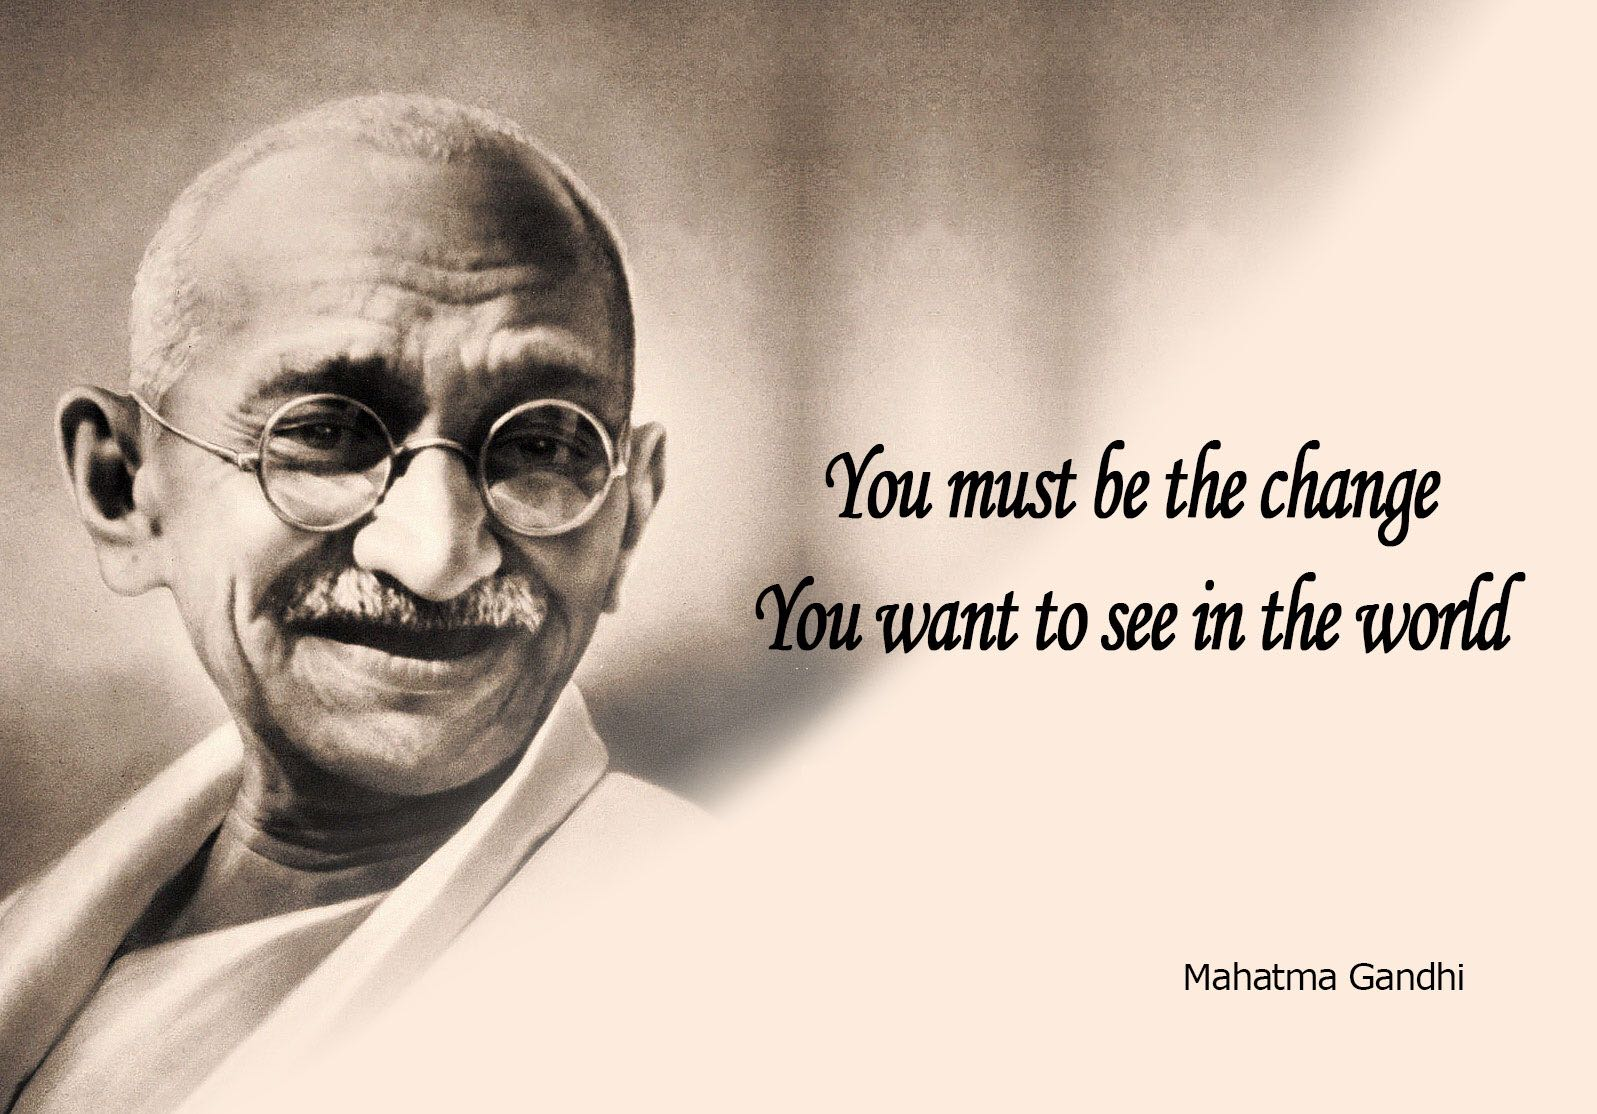 You must be the change
You want to see in the world
Mahatma Gandhi